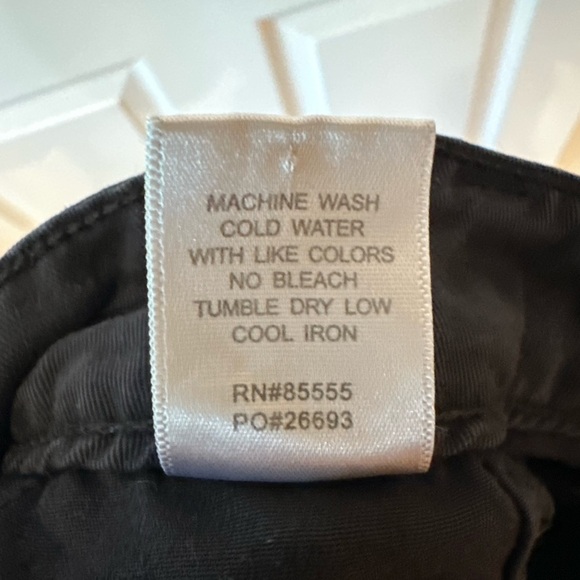 MACHINE WASH
COLD WATER
WITH LIKE COLORS
NO BLEACH
TUMBLE DRY LOW
COOL IRON
RN#85555
PO#26693